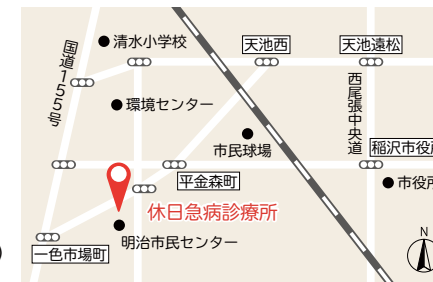 清水小学校
天池西
天池遠松
国道155号
環境センター
西尾張中央道
市民球場
稲沢市役所
平金森町
市役所
休日急病診療所
明治市民センター
一色市場町
N